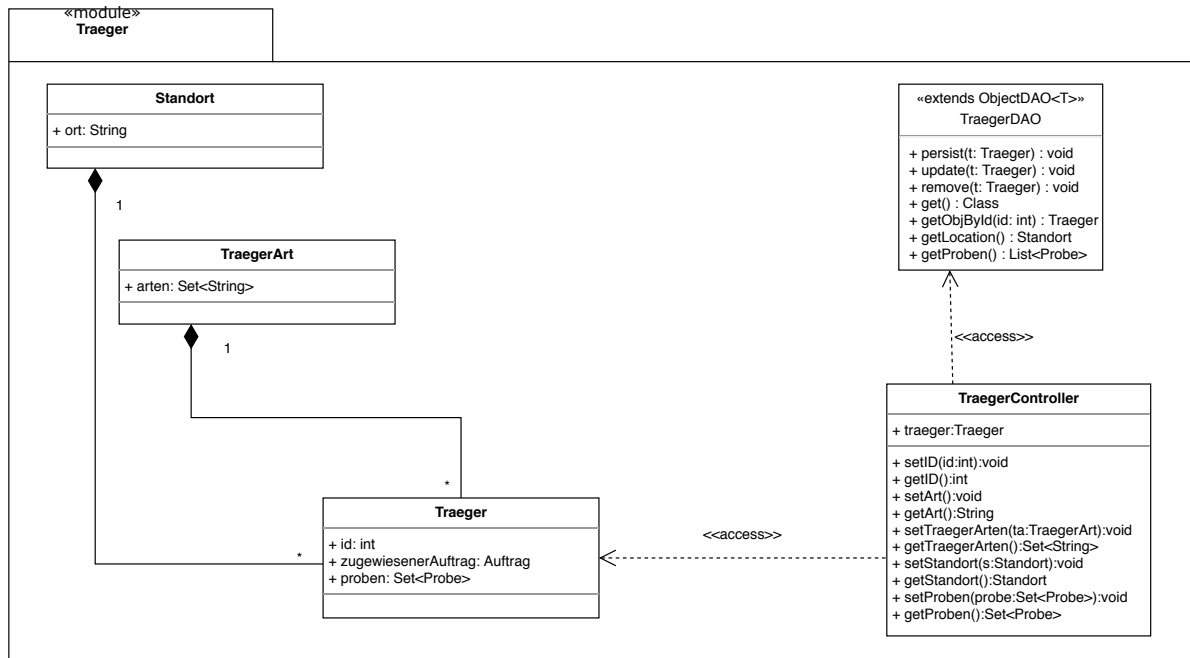 «module»
Traeger
Standort
+ ort: String
1
TraegerArt
+ arten: Set<String>
1
*
*
Traeger
+ id: int
+ zugewiesenerAuftrag: Auftrag
+ proben: Set<Probe>
«extends ObjectDAO<T>»
TraegerDAO
+ persist(t: Traeger) : void
+ update(t: Traeger) : void
+ remove(t: Traeger) : void
+ get() : Class
+ getObjById(id: int) : Traeger
+ getLocation() : Standort
+ getProben() : List<Probe>
<<access>>
<<access>>
TraegerController
+ traeger:Traeger
+ setID(id:int):void
+ getID():int
+ setArt():void
+ getArt():String
+ setTraegerArten(ta:TraegerArt):void
+ getTraegerArten():Set<String>
+ setStandort(s:Standort):void
+ getStandort():Standort
+ setProben(probe:Set<Probe>):void
+ getProben():Set<Probe>